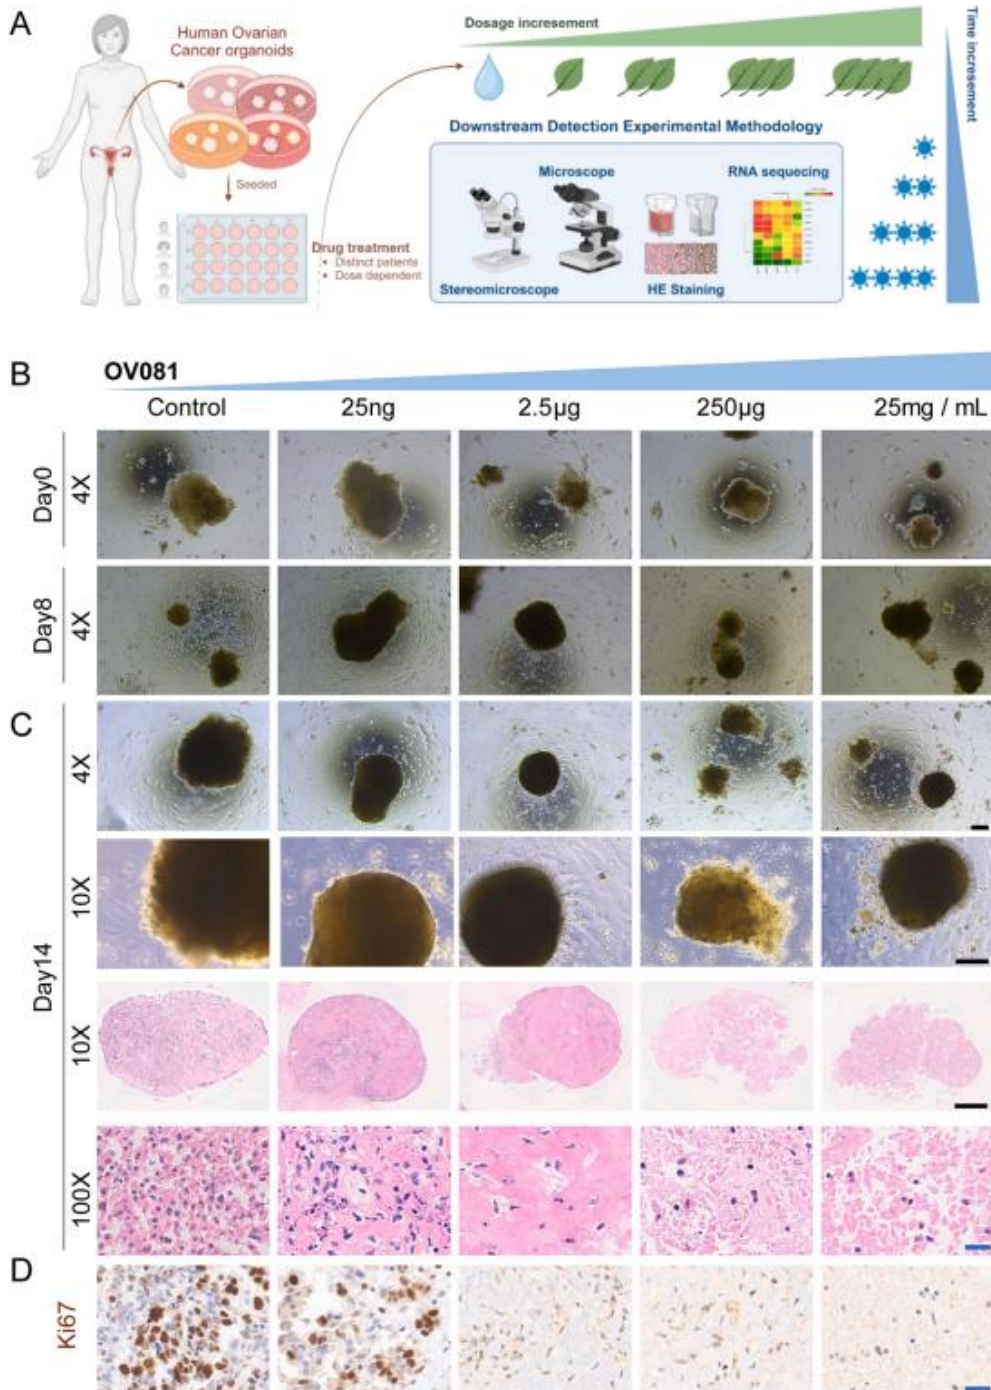 A
Human Ovarian
Cancer organoids
Seeded
Drug treatment
• Distinct patients
• Dose dependent
Dosage incresement
Time incresement
Downstream Detection Experimental Methodology
Microscope
RNA sequecing
Stereomicroscope
HE Staining
B
OV081
Control
25ng
2.5µg
250µg
25mg / mL
Day0
4X
Day8
4X
C
Day14
4X
10X
10X
100X
D
Ki67